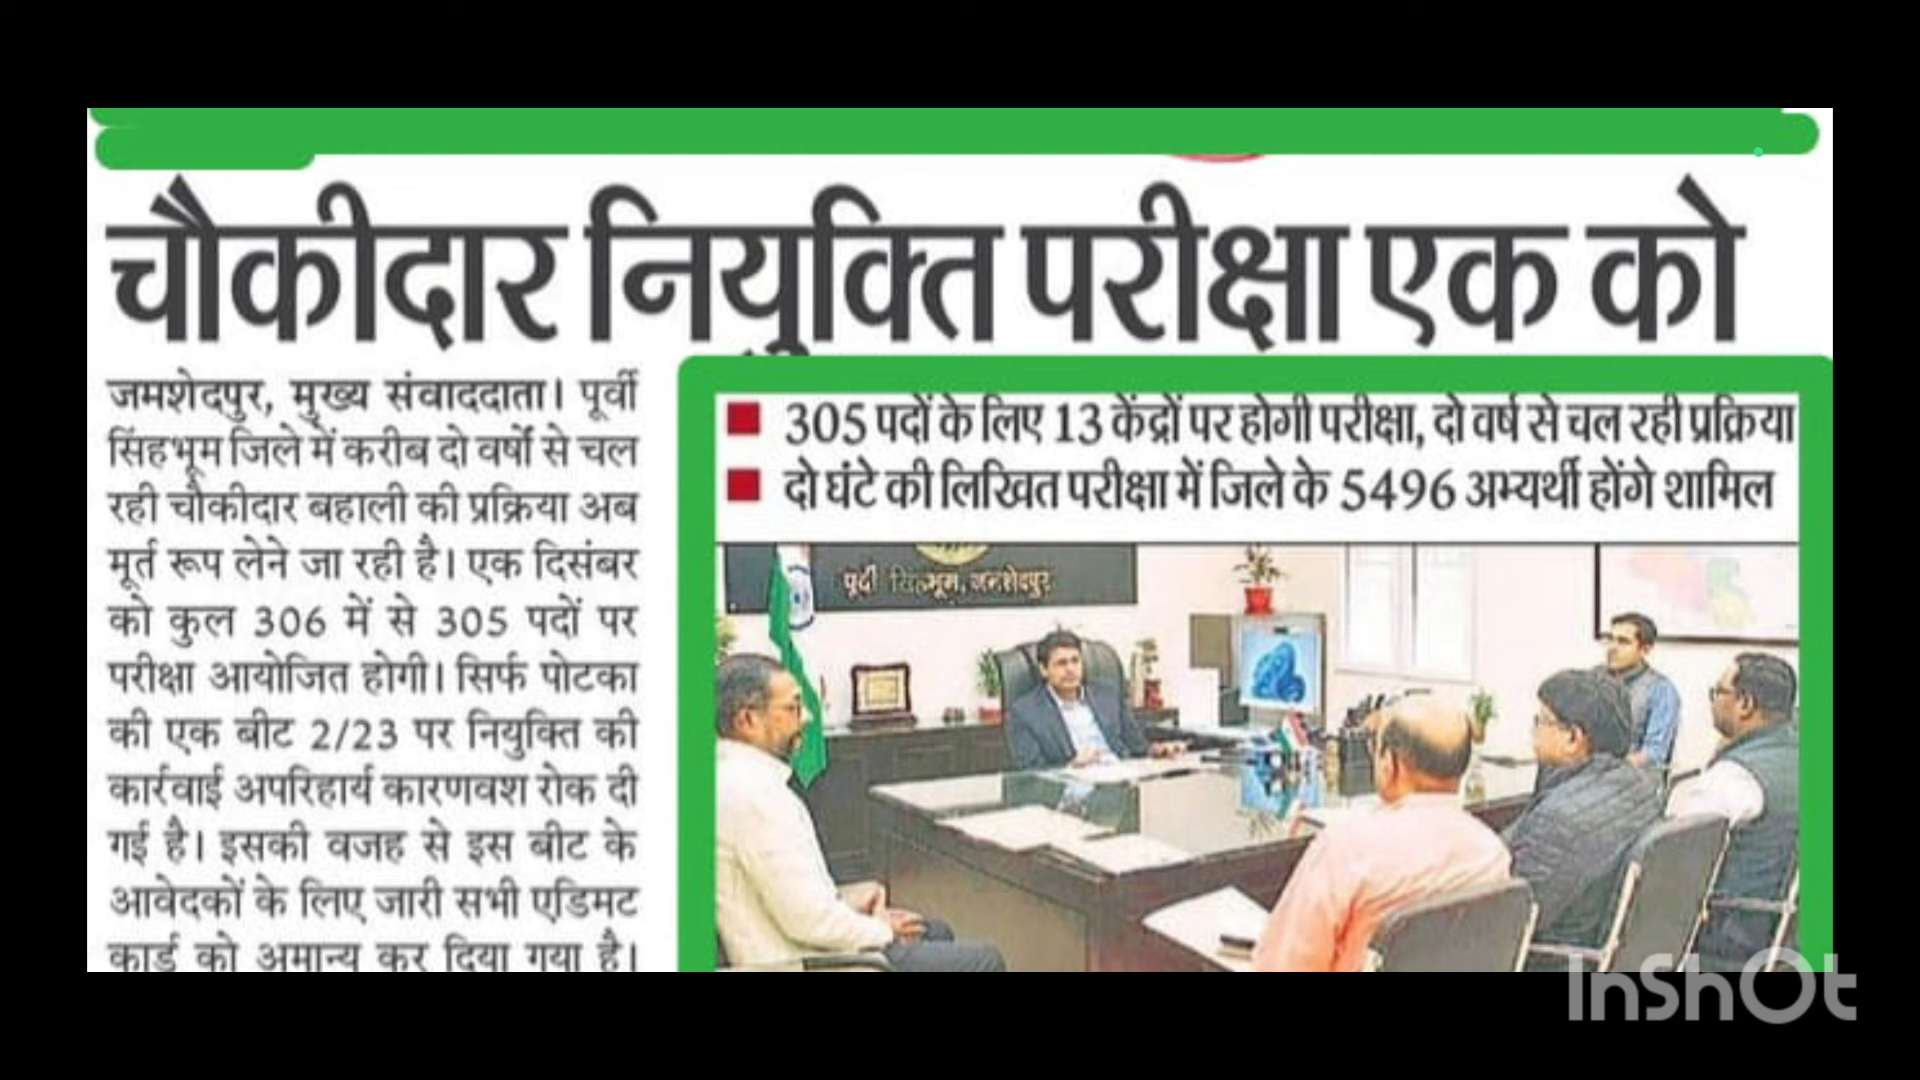 चौकीदार नियुक्ति परीक्षा एक को
जमशेदपुर, मुख्य संवाददाता। पूर्वी
सिंहभूम जिले में करीब दो वर्षों से चल
रही चौकीदार बहाली की प्रक्रिया अब
मूर्त रूप लेने जा रही है। एक दिसंबर
को कुल 306 में से 305 पदों पर
परीक्षा आयोजित होगी। सिर्फ पोटका
की एक बीट 2/23 पर नियुक्ति की
कार्रवाई अपरिहार्य कारणवश रोक दी
गई है। इसकी वजह से इस बीट के
आवेदकों के लिए जारी सभी एडिमट
कार्ड को अमान्य कर दिया गया है।
305 पदों के लिए 13 केंद्रों पर होगी परीक्षा, दो वर्ष से चल रही प्रक्रिया
दो घंटे की लिखित परीक्षा में जिले के 5496 अभ्यर्थी होंगे शामिल
पूर्वी सिंहभूम, जमशेदपुर
InShOt